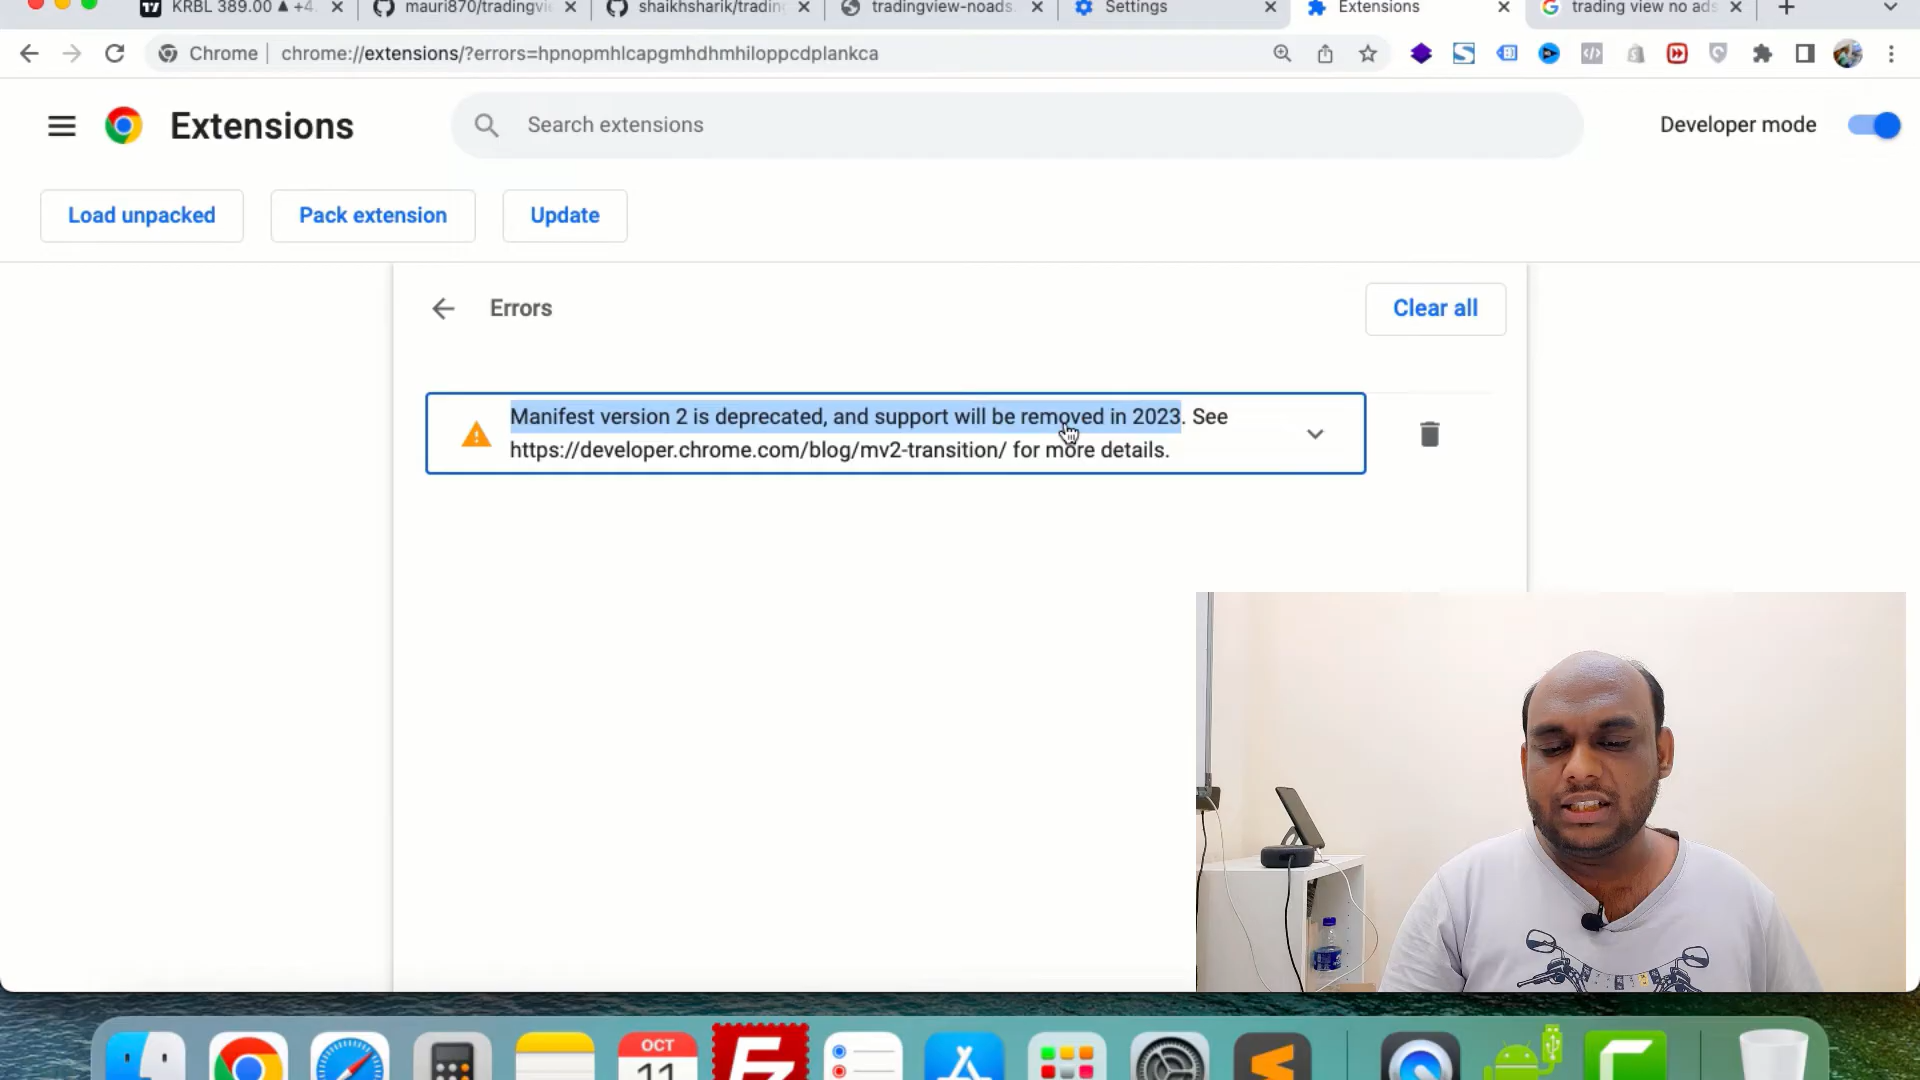 KRBL 389.00 ▲ +4.
mauri870/tradingvi
shaikhsharik/trading
tradingview-noads.
Settings
Extensions
trading view no ads
Chrome
chrome://extensions/?errors=hpnopmhlcapgmhdhmhiloppcdplankca
Extensions
Search extensions
Developer mode
Load unpacked
Pack extension
Update
Errors
Clear all
Manifest version 2 is deprecated, and support will be removed in 2023. See
https://developer.chrome.com/blog/mv2-transition/ for more details.
OCT
11